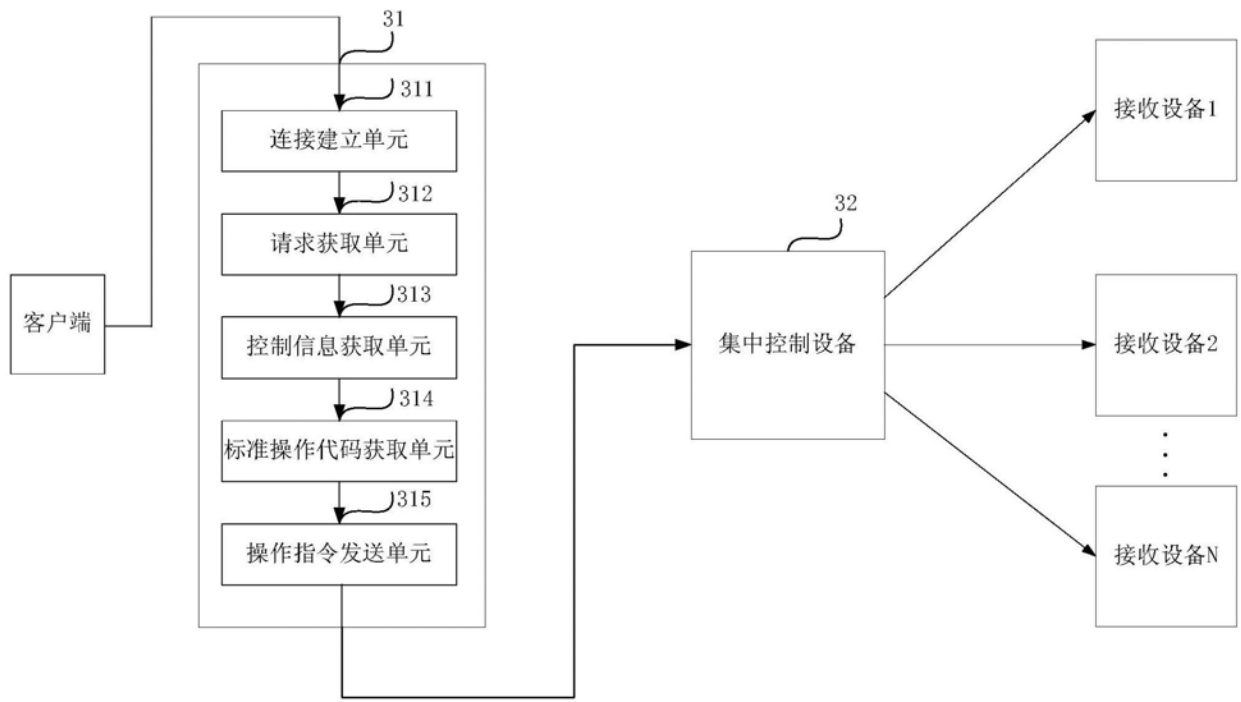 31
311
连接建立单元
312
请求获取单元
313
控制信息获取单元
314
标准操作代码获取单元
315
操作指令发送单元
客户端
32
集中控制设备
接收设备1
接收设备2
接收设备N